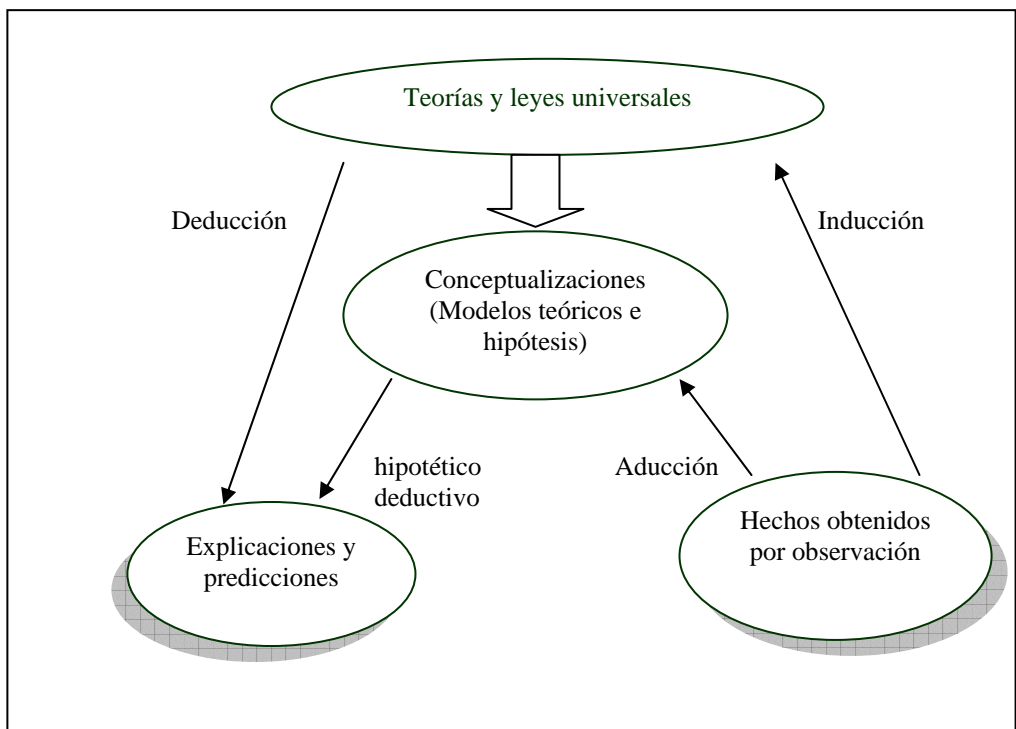 Teorías y leyes universales
Deducción
Inducción
Conceptualizaciones
(Modelos teóricos e
hipótesis)
hipotético
deductivo
Aducción
Hechos obtenidos
por observación
Explicaciones y
predicciones